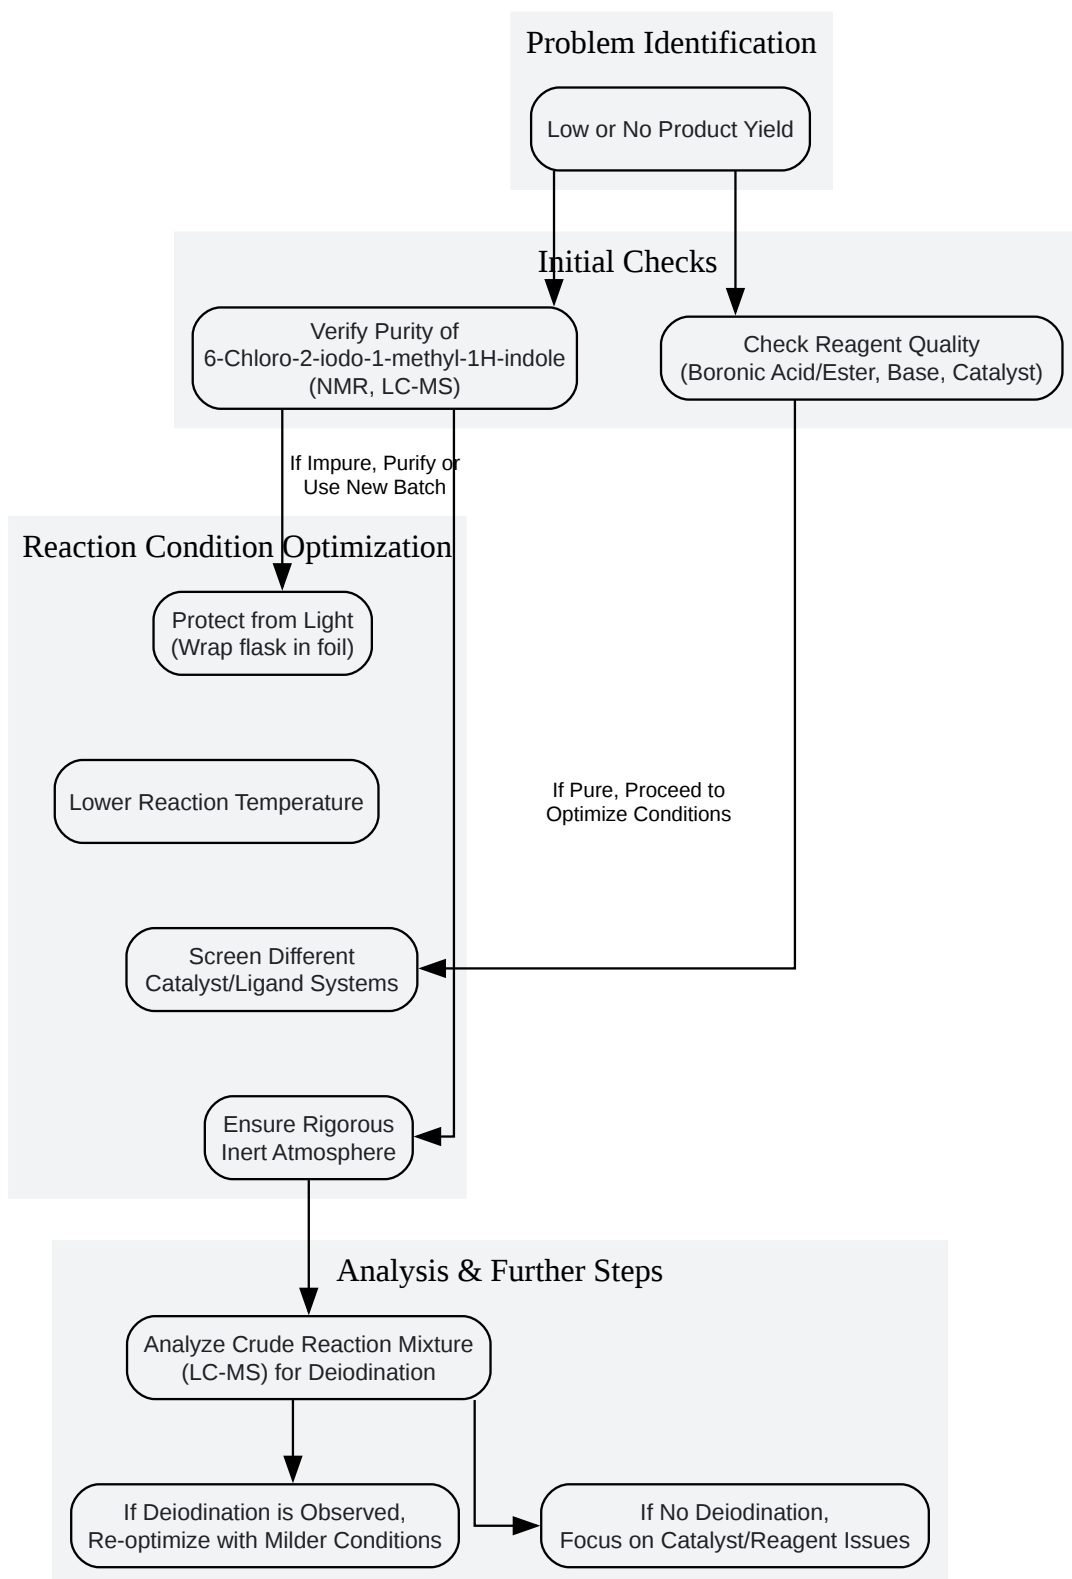 Problem Identification
Low or No Product Yield
Initial Checks
Verify Purity of
6-Chloro-2-iodo-1-methyl-1H-indole
(NMR, LC-MS)
Check Reagent Quality
(Boronic Acid/Ester, Base, Catalyst)
If Impure, Purify or
Use New Batch
Reaction Condition Optimization
Protect from Light
(Wrap flask in foil)
Lower Reaction Temperature
If Pure, Proceed to
Optimize Conditions
Screen Different
Catalyst/Ligand Systems
Ensure Rigorous
Inert Atmosphere
Analysis & Further Steps
Analyze Crude Reaction Mixture
(LC-MS) for Deiodination
If Deiodination is Observed,
Re-optimize with Milder Conditions
If No Deiodination,
Focus on Catalyst/Reagent Issues